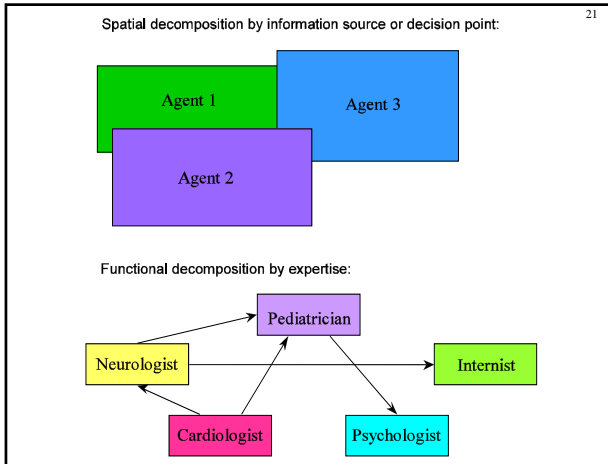 21
Spatial decomposition by information source or decision point:
Agent 1
Agent 3
Agent 2
Functional decomposition by expertise:
Pediatrician
Neurologist
Internist
Cardiologist
Psychologist